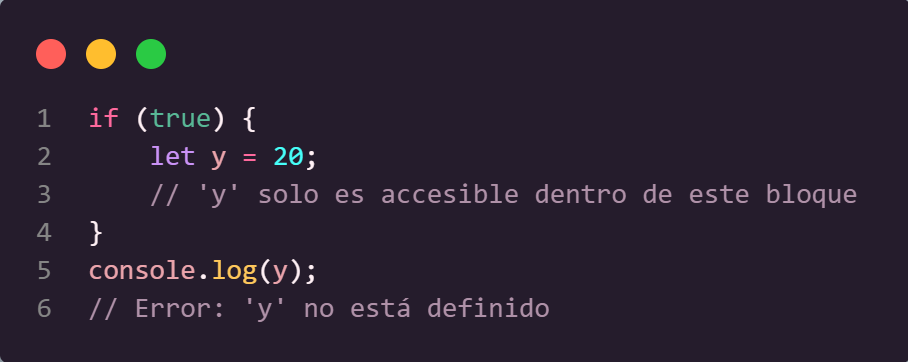 1 if (true) {
2 let y = 20;
3 // 'y' solo es accesible dentro de este bloque
4 }
5 console.log(y);
6 // Error: 'y' no está definido